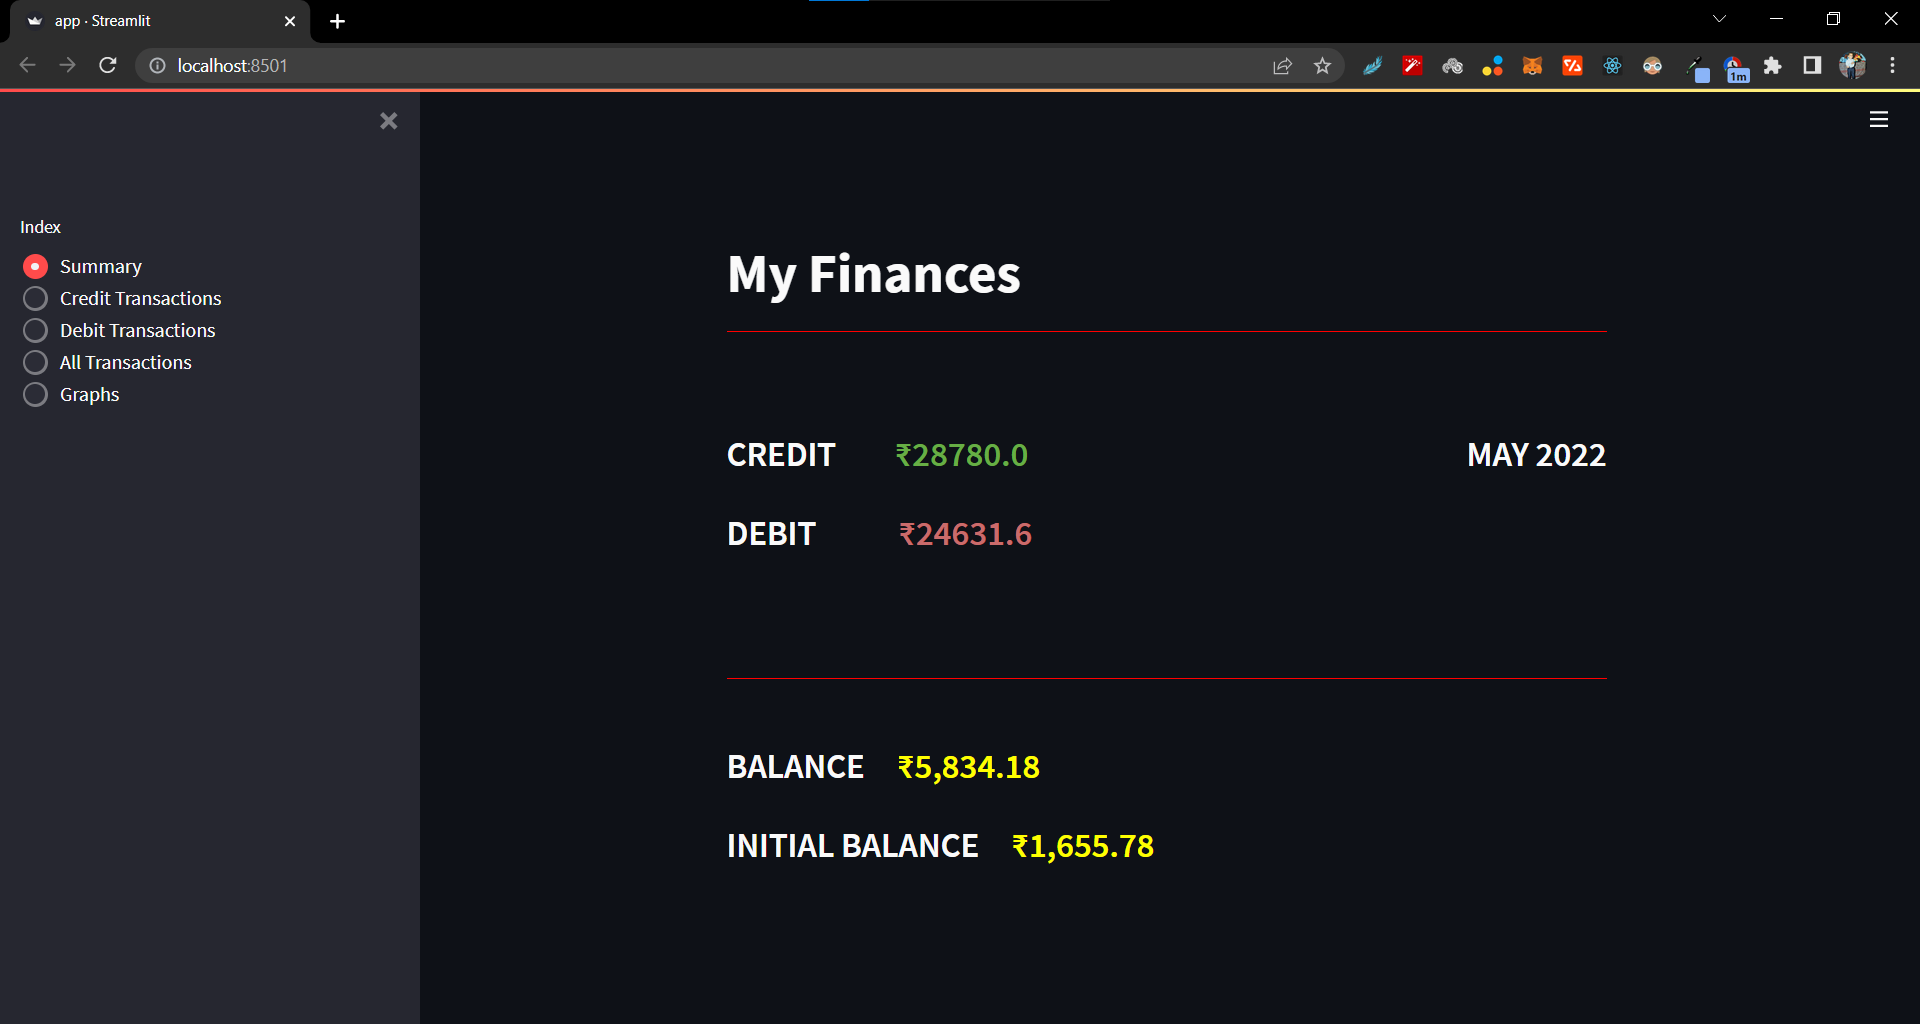 app · Streamlit
localhost:8501
1m
Index
Summary
Credit Transactions
Debit Transactions
All Transactions
Graphs
My Finances
CREDIT ₹28780.0 MAY 2022
DEBIT ₹24631.6
BALANCE ₹5,834.18
INITIAL BALANCE ₹1,655.78